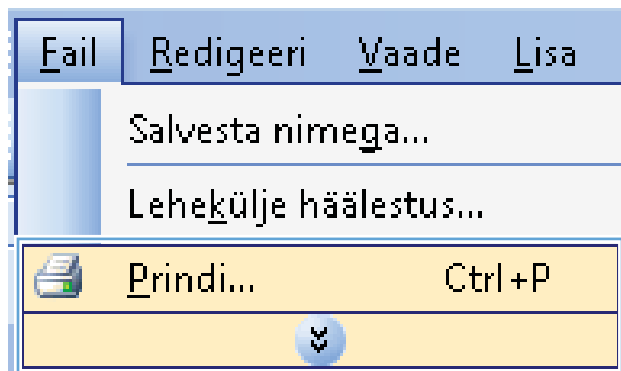 Fail Redigeeri Vaade Lisa
Salvesta nimega...
Lehekülje häälestus...
Prindi... Ctrl+P